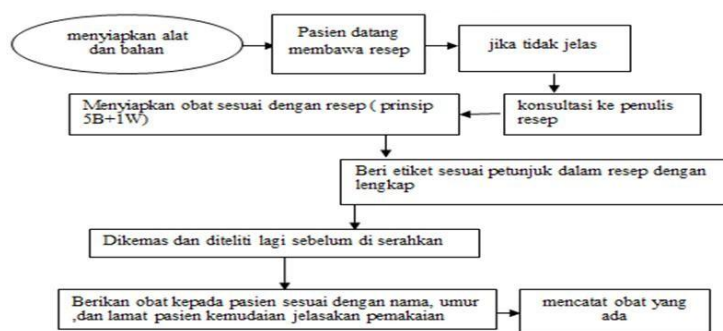 menyiapkan alat
dan bahan
Pasien datang
membawa resep
jika tidak jelas
konsultasi ke penulis
resep
Menyiapkan obat sesuai dengan resep ( prinsip
5B+1W)
Beri etiket sesuai petunjuk dalam resep dengan
lengkap
Dikemas dan diteliti lagi sebelum di serahkan
Berikan obat kepada pasien sesuai dengan nama, umur
,dan lamat pasien kemudaian jelasakan pemakaian
mencatat obat yang
ada